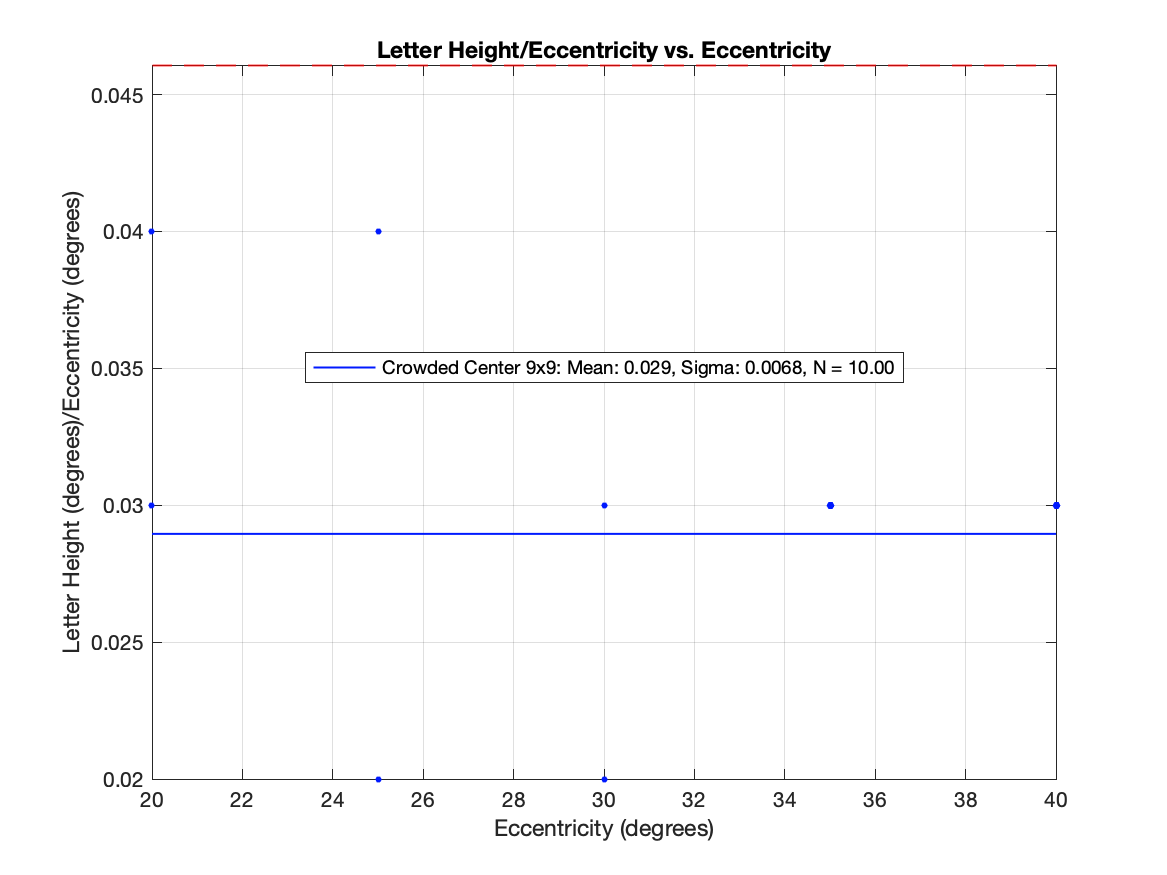 Letter Height/Eccentricity vs. Eccentricity
0.045
0.04
0.035
0.03
0.025
0.02
Letter Height (degrees)/Eccentricity (degrees)
Crowded Center 9x9: Mean: 0.029, Sigma: 0.0068, N = 10.00
20 22 24 26 28 30 32 34 36 38 40
Eccentricity (degrees)